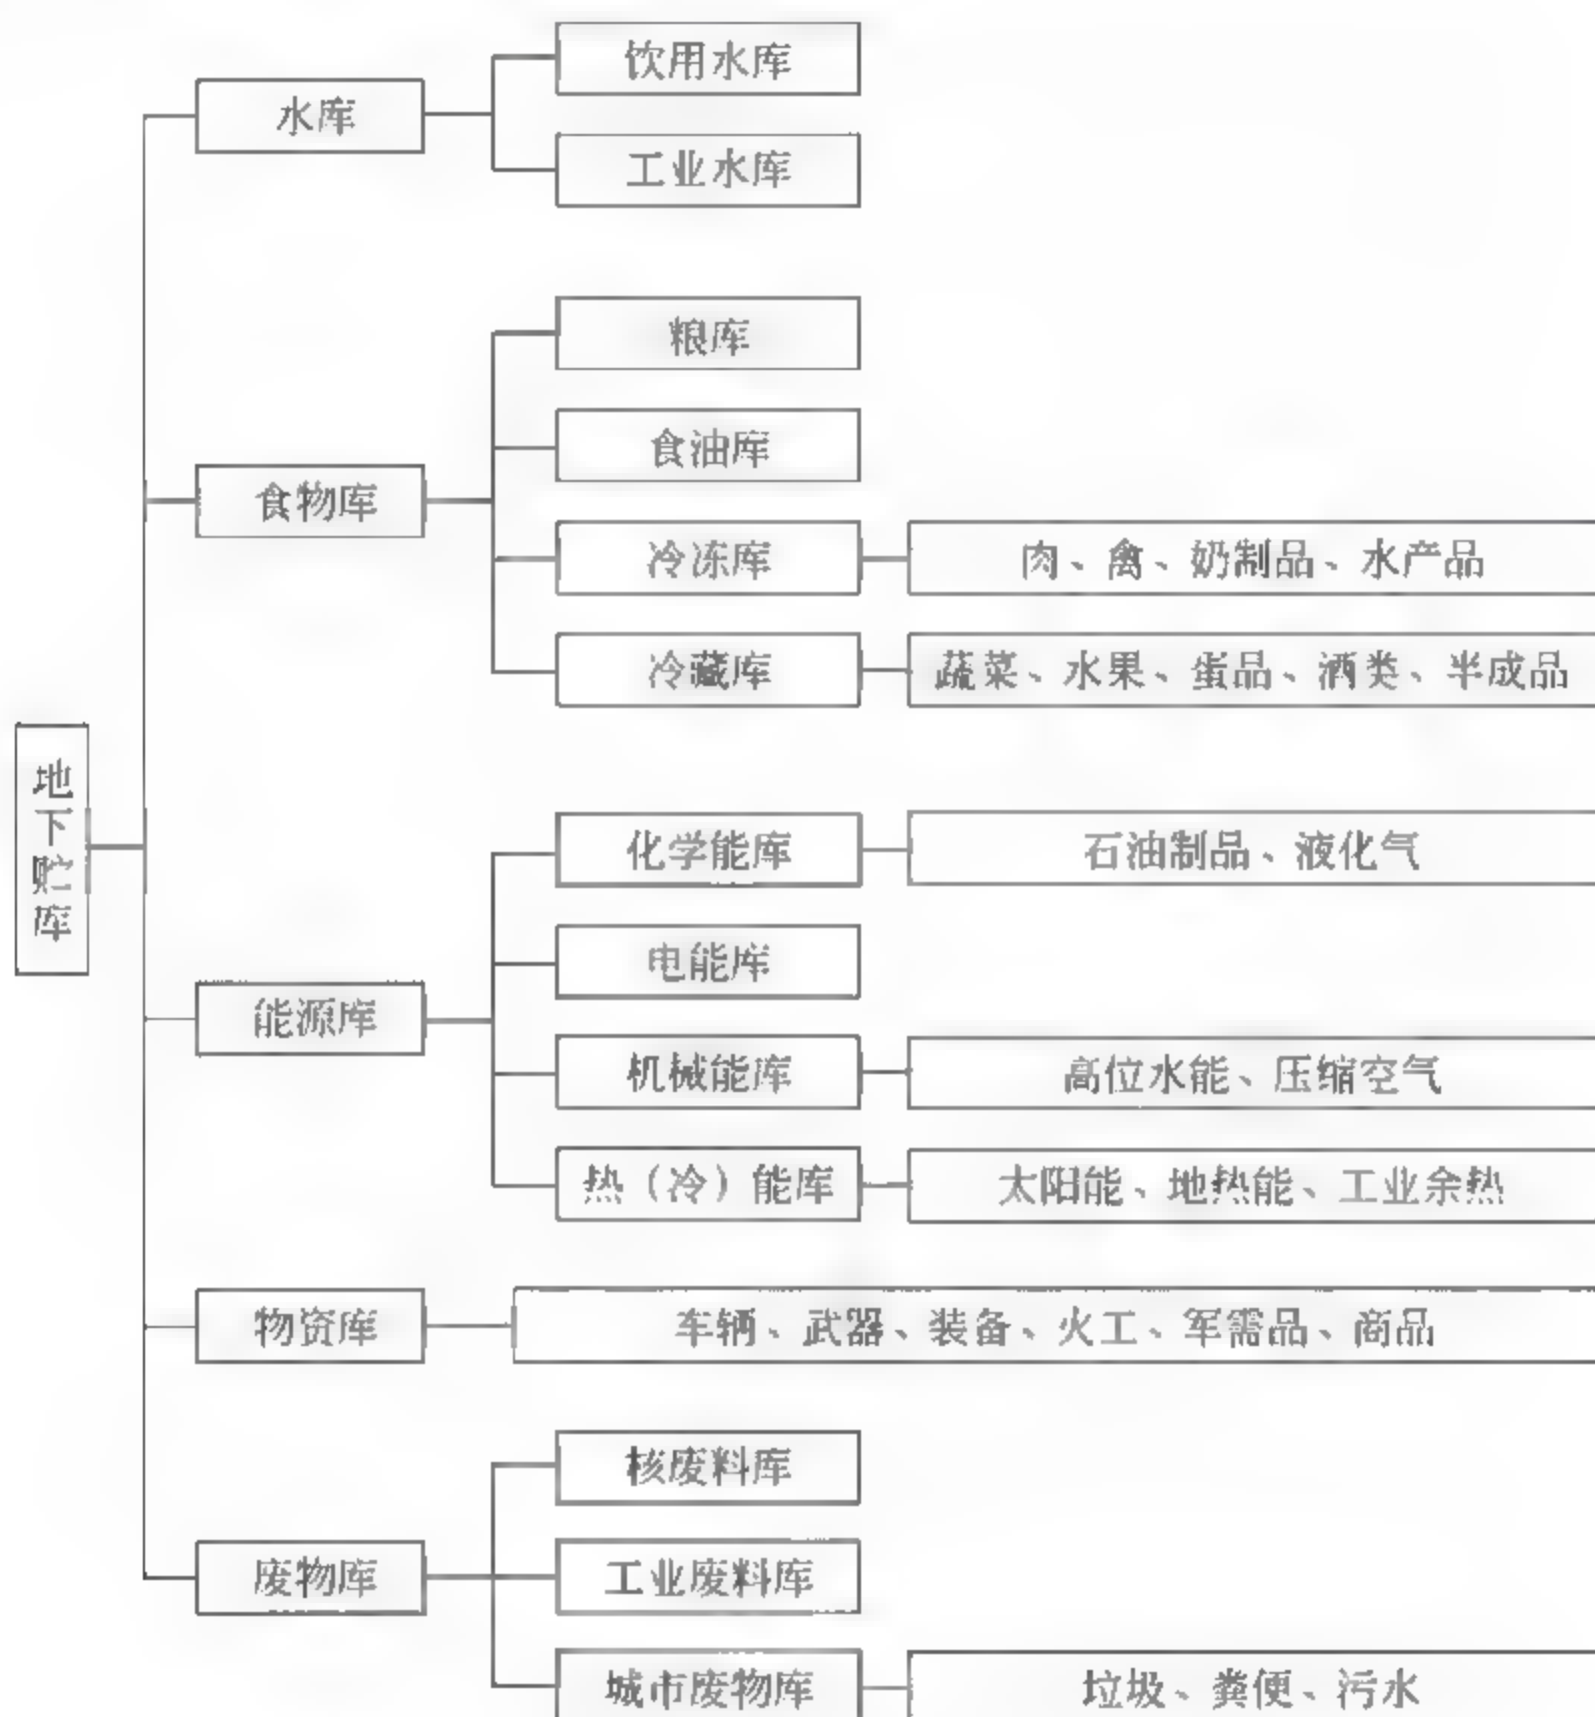 地下贮库
水库
饮用水库
工业水库
食物库
粮库
食油库
冷冻库
肉、禽、奶制品、水产品
冷藏库
蔬菜、水果、蛋品、酒类、半成品
能源库
化学能库
石油制品、液化气
电能库
机械能库
高位水能、压缩空气
热（冷）能库
太阳能、地热能、工业余热
物资库
车辆、武器、装备、火工、军需品、商品
废物库
核废料库
工业废料库
城市废物库
垃圾、粪便、污水